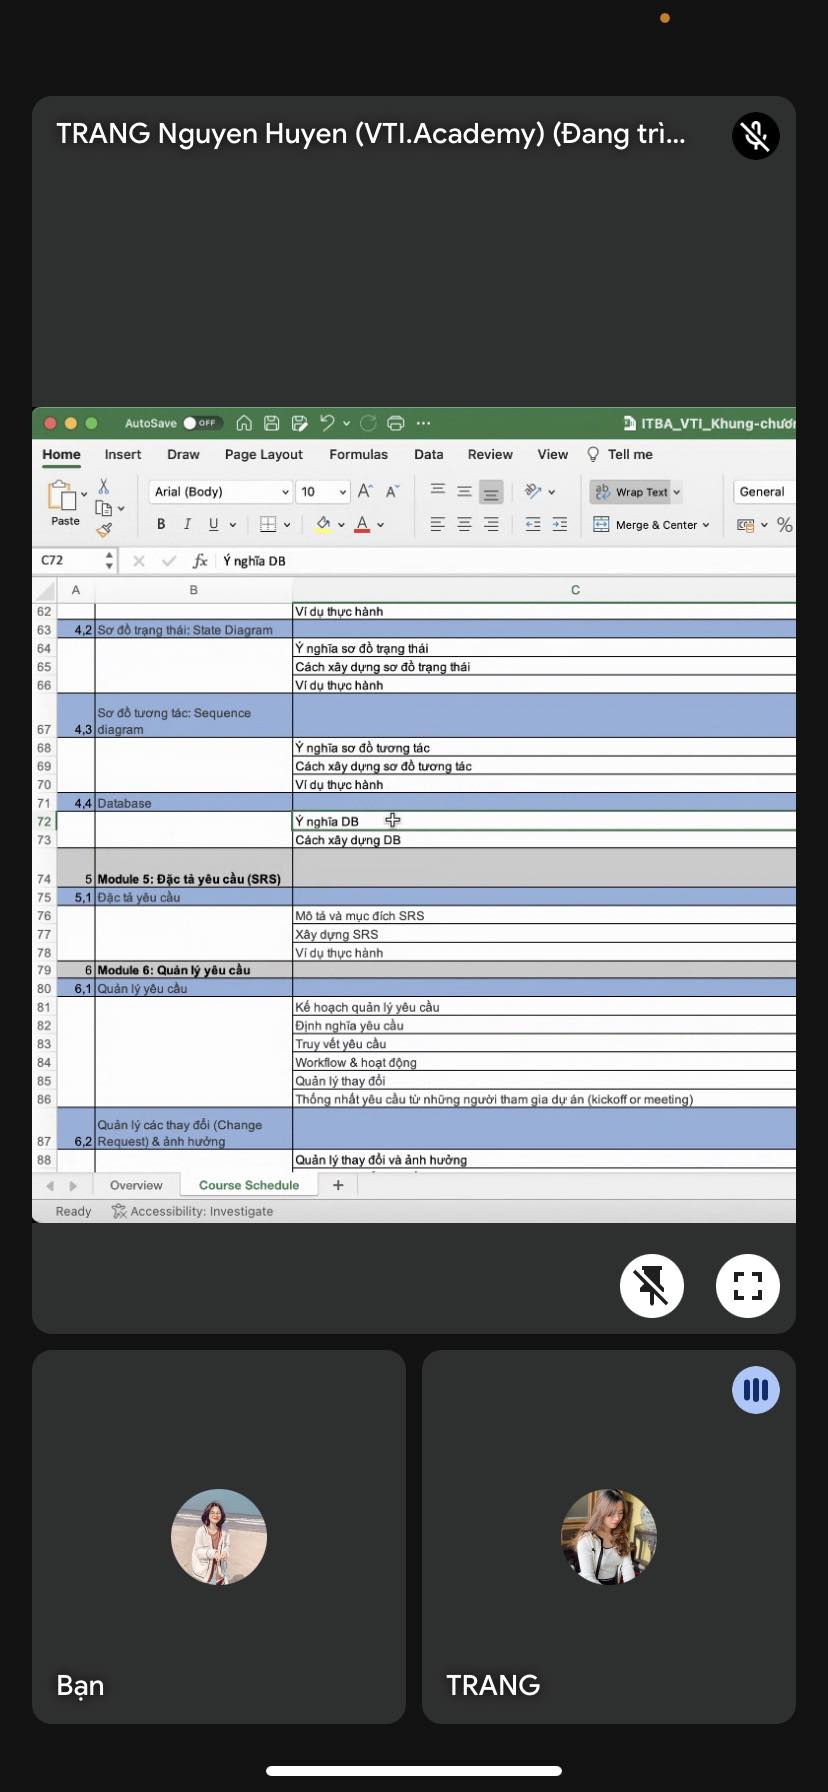 TRANG Nguyen Huyen (VTI.Academy) (Đang trì...
AutoSave OFF
ITBA_VTI_Khung-chươ
Home Insert Draw Page Layout Formulas Data Review View Tell me
Paste
Arial (Body) 10
Wrap Text
General
B I U
Merge & Center
%
C72 fx Ý nghĩa DB
A B C
62 Ví dụ thực hành
63 4,2 Sơ đồ trạng thái: State Diagram
64 Ý nghĩa sơ đồ trạng thái
65 Cách xây dựng sơ đồ trạng thái
66 Ví dụ thực hành
Sơ đồ tương tác: Sequence
67 4,3 diagram
68 Ý nghĩa sơ đồ tương tác
69 Cách xây dựng sơ đồ tương tác
70 Ví dụ thực hành
71 4,4 Database
72 Ý nghĩa DB
73 Cách xây dựng DB
74 5 Module 5: Đặc tả yêu cầu (SRS)
75 5,1 Đặc tả yêu cầu
76 Mô tả và mục đích SRS
77 Xây dựng SRS
78 Ví dụ thực hành
79 6 Module 6: Quản lý yêu cầu
80 6,1 Quản lý yêu cầu
81 Kế hoạch quản lý yêu cầu
82 Định nghĩa yêu cầu
83 Truy vết yêu cầu
84 Workflow & hoạt động
85 Quản lý thay đổi
86 Thống nhất yêu cầu từ những người tham gia dự án (kickoff or meeting)
Quản lý các thay đổi (Change
87 6,2 Request) & ảnh hưởng
88 Quản lý thay đổi và ảnh hưởng
Overview Course Schedule +
Ready Accessibility: Investigate
Bạn
TRANG